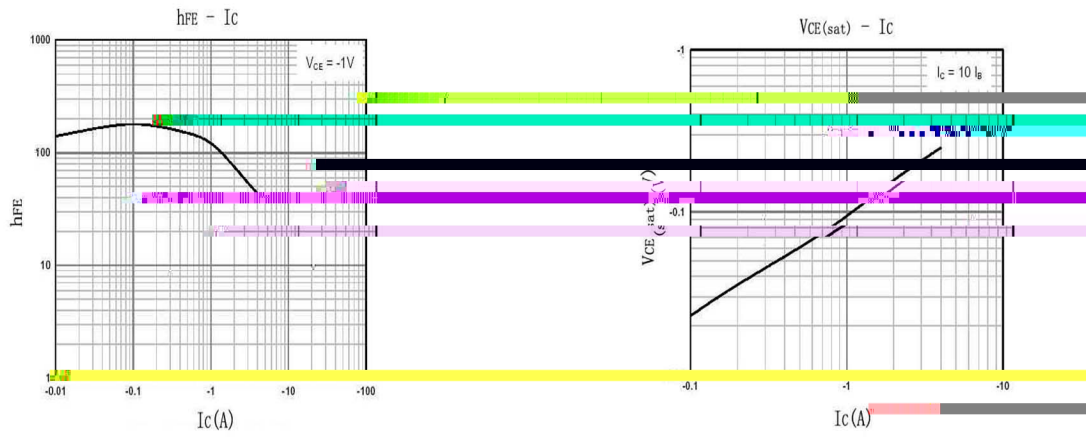 hFE - Ic
1000
VCE = -1V
100
hFE
10
1
-0.01 -0.1 -1 -10 -100
Ic(A)
VCE(sat) - Ic
-1
IC = 10 IB
-0.1
-0.1 -1 -10
Ic(A)